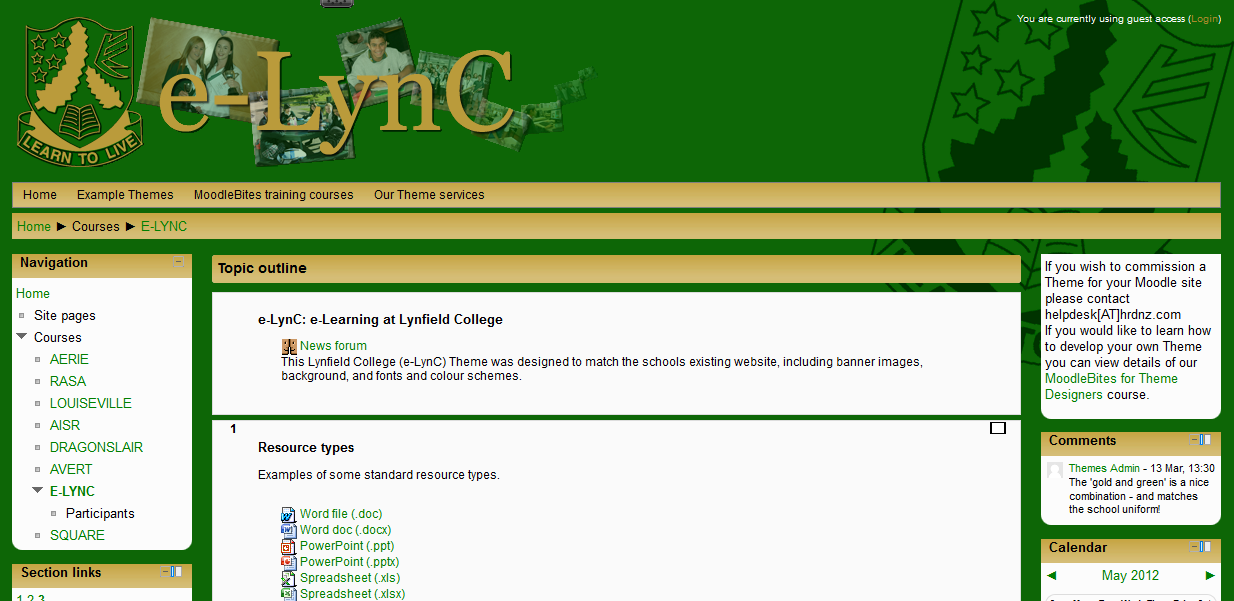 You are currently using guest access (Login)
e-LynC
LEARN TO LIVE
Home Example Themes MoodleBites training courses Our Theme services
Home ► Courses ► E-LYNC
Navigation
Home
Site pages
Courses
AERIE
RASA
LOUISEVILLE
AISR
DRAGONSLAIR
AVERT
E-LYNC
Participants
SQUARE
Section links
1 2 3
Topic outline
e-LynC: e-Learning at Lynfield College
News forum
This Lynfield College (e-LynC) Theme was designed to match the schools existing website, including banner images,
background, and fonts and colour schemes.
1
Resource types
Examples of some standard resource types.
Word file (.doc)
Word doc (.docx)
PowerPoint (.ppt)
PowerPoint (.pptx)
Spreadsheet (.xls)
Spreadsheet (.xlsx)
If you wish to commission a
Theme for your Moodle site
please contact
helpdesk[AT]hrdnz.com
If you would like to learn how
to develop your own Theme
you can view details of our
MoodleBites for Theme
Designers course.
Comments
Themes Admin - 13 Mar, 13:30
The 'gold and green' is a nice
combination - and matches
the school uniform!
Calendar
◄ May 2012 ►